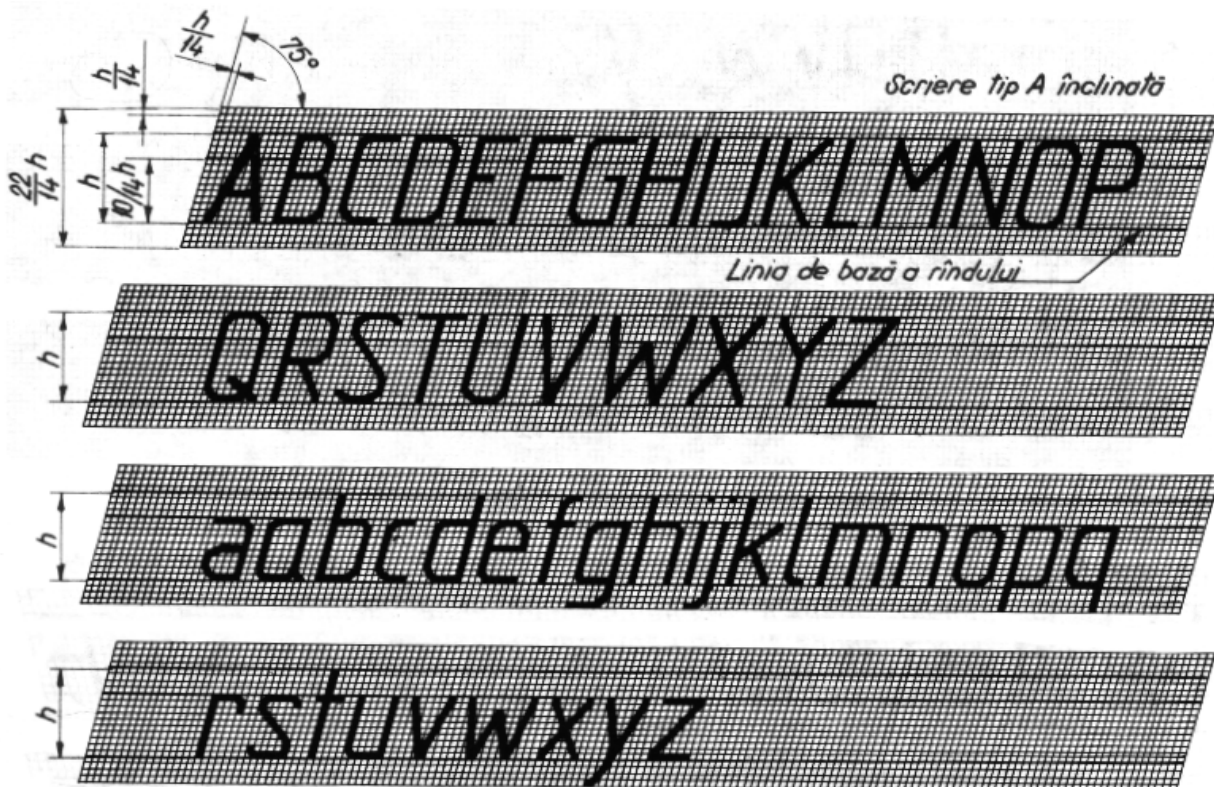 h/14
75°
h/14
Scriere tip A înclinată
22/14 h
h
10/14 h
ABCDEFGHIJKLMNOP
Linia de bază a rîndului
h
QRSTUVWXYZ
h
aabcdefghijklmnopq
h
rstuvwxyz